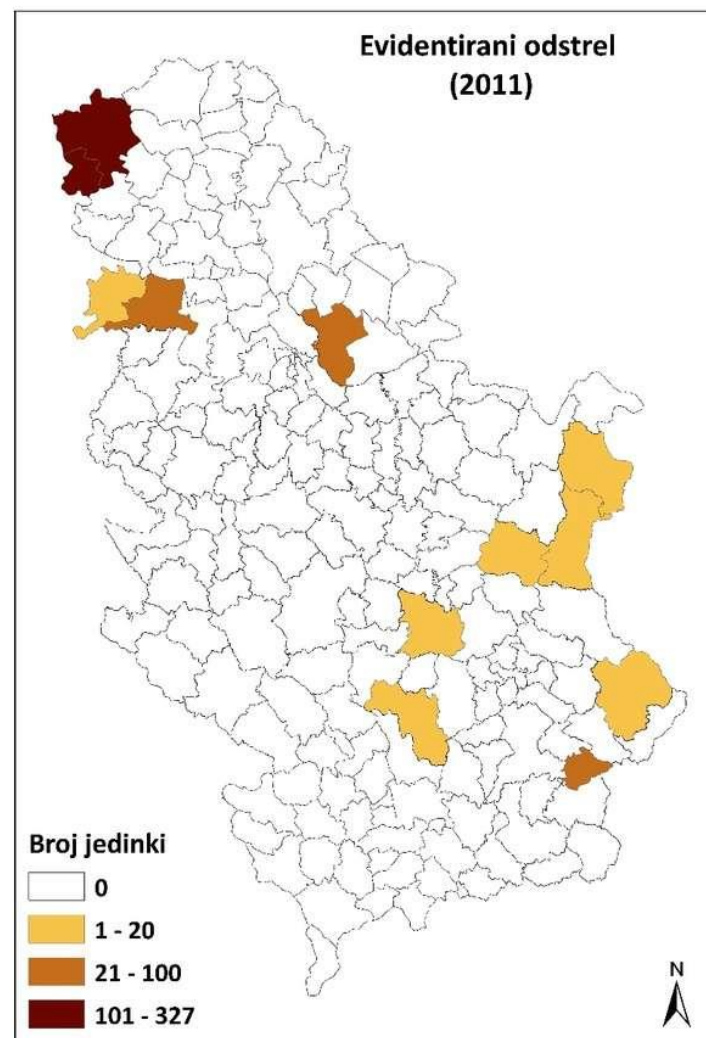 Evidentirani odstrel
(2011)
Broj jedinki
0
1 - 20
21 - 100
101 - 327
N